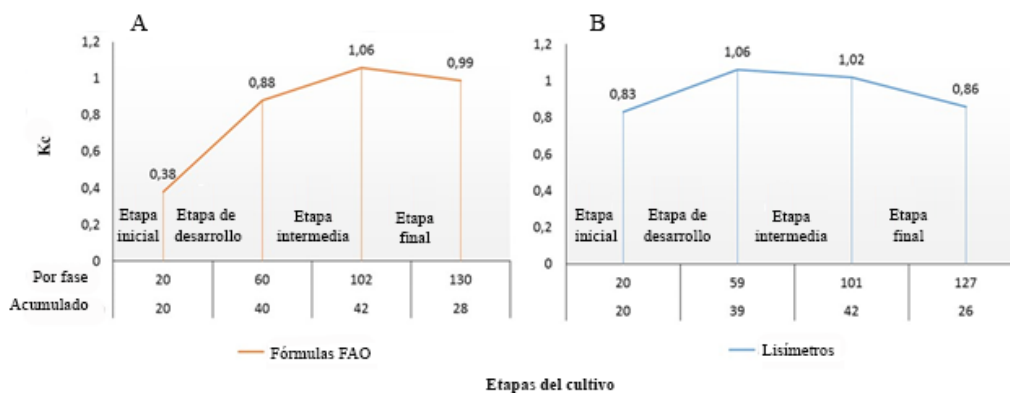 A
1,2
1
0,8
0,6
0,4
0,2
0
Kc
0,38
0,88
1,06
0,99
Etapa inicial
Etapa de desarrollo
Etapa intermedia
Etapa final
Por fase 20 60 102 130
Acumulado 20 40 42 28
Fórmulas FAO
B
1,2
1
0,8
0,6
0,4
0,2
0
0,83
1,06
1,02
0,86
Etapa inicial
Etapa de desarrollo
Etapa intermedia
Etapa final
20 59 101 127
20 39 42 26
Lisímetros
Etapas del cultivo